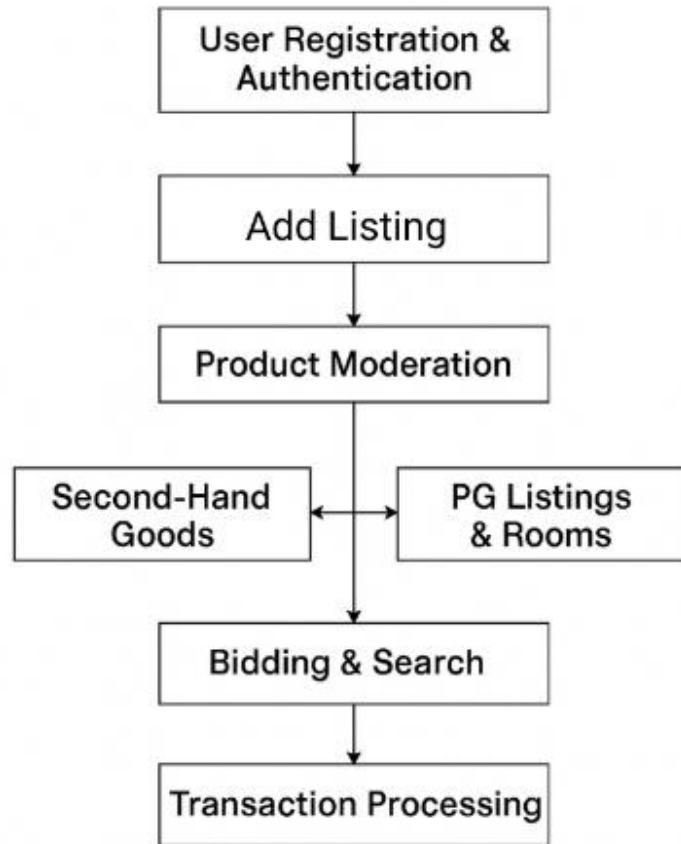 User Registration &
Authentication
Add Listing
Product Moderation
Second-Hand
Goods
PG Listings
& Rooms
Bidding & Search
Transaction Processing